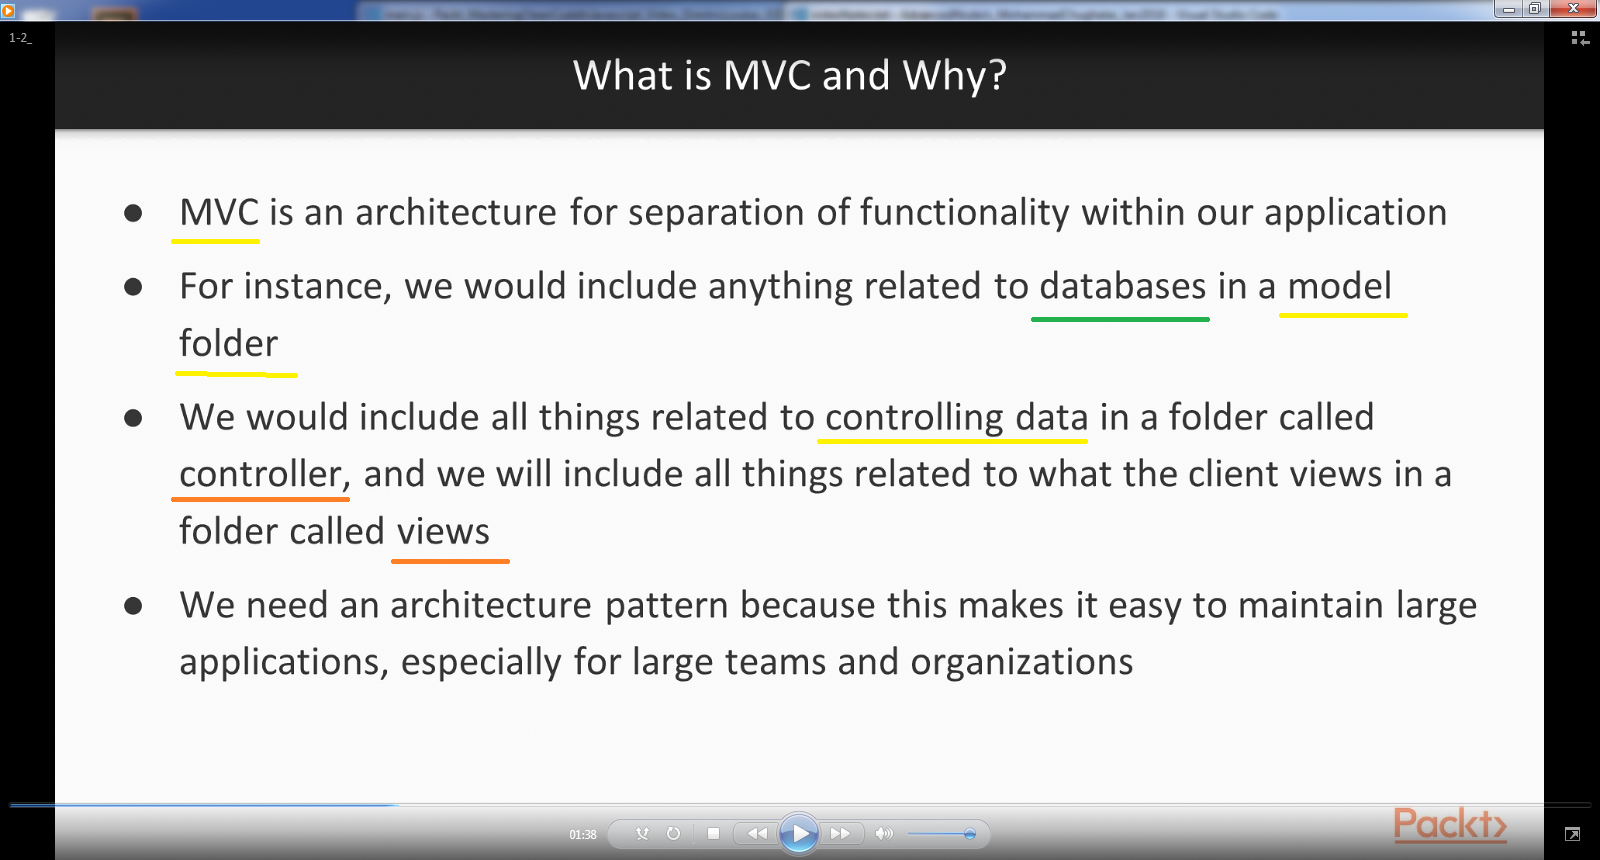 1-2_
What is MVC and Why?
MVC is an architecture for separation of functionality within our application
For instance, we would include anything related to databases in a model
folder
We would include all things related to controlling data in a folder called
controller, and we will include all things related to what the client views in a
folder called views
We need an architecture pattern because this makes it easy to maintain large
applications, especially for large teams and organizations
01:38
Packt>